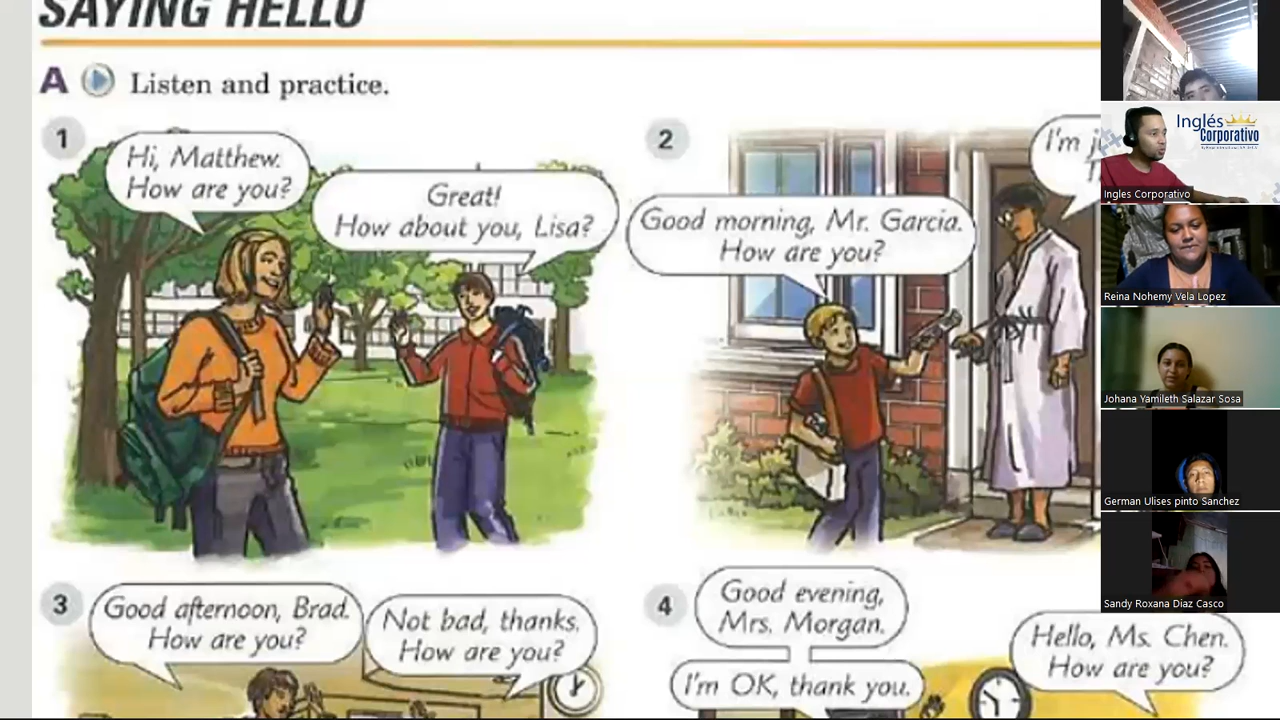 SAYING HELLO
A Listen and practice.
1
Hi, Matthew.
How are you?
Great!
How about you, Lisa?
2
Good morning, Mr. Garcia.
How are you?
I'm
3
Good afternoon, Brad.
How are you?
Not bad, thanks.
How are you?
4
Good evening,
Mrs. Morgan.
I'm OK, thank you.
Hello, Ms. Chen.
How are you?
Inglés
Corporativo
Ingles Corporativo
Reina Nohemy Vela Lopez
Johana Yamileth Salazar Sosa
German Ulises pinto Sanchez
Sandy Roxana Diaz Casco